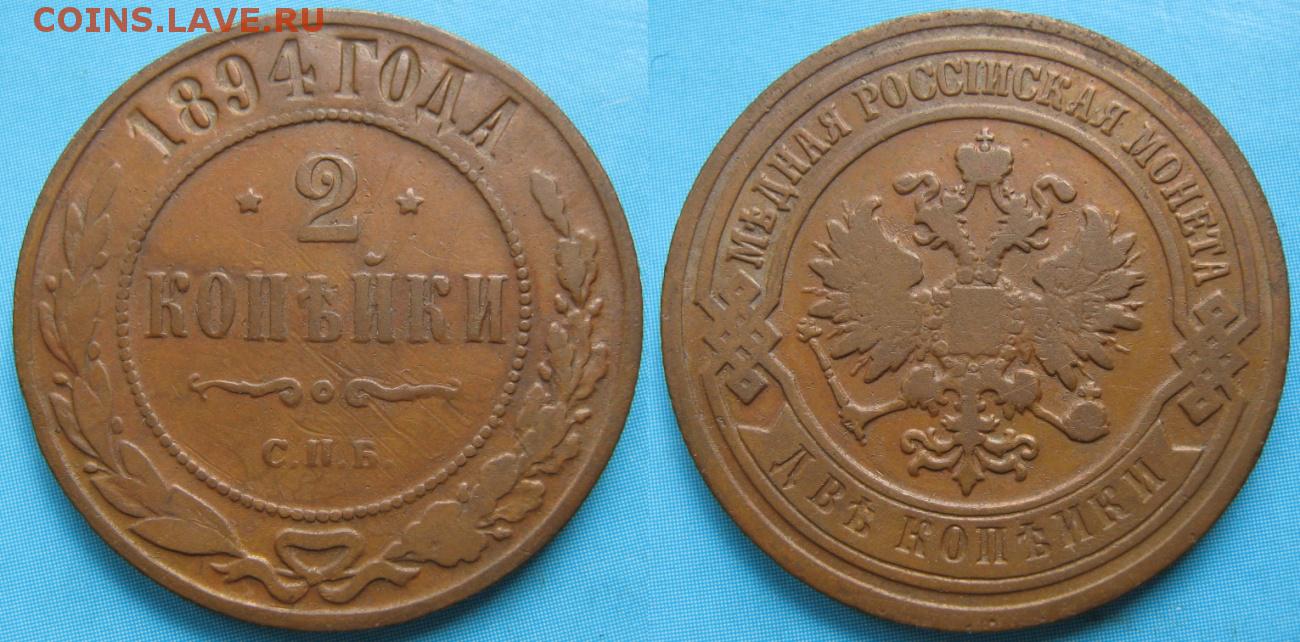 COINS.LAVE.RU
1894 ГОДА
2
КОПѢЙКИ
С.П.Б.
МѢДНАЯ РОССІЙСКАЯ МОНЕТА
ДВѢ КОПѢЙКИ